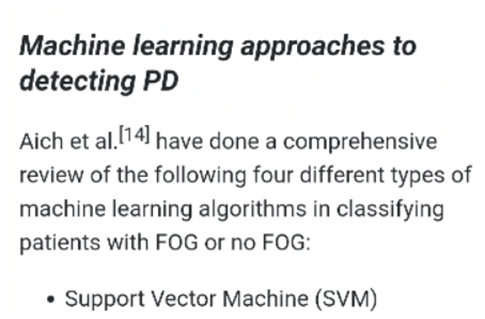 Machine learning approaches to
detecting PD
Aich et al.[14] have done a comprehensive
review of the following four different types of
machine learning algorithms in classifying
patients with FOG or no FOG:
• Support Vector Machine (SVM)